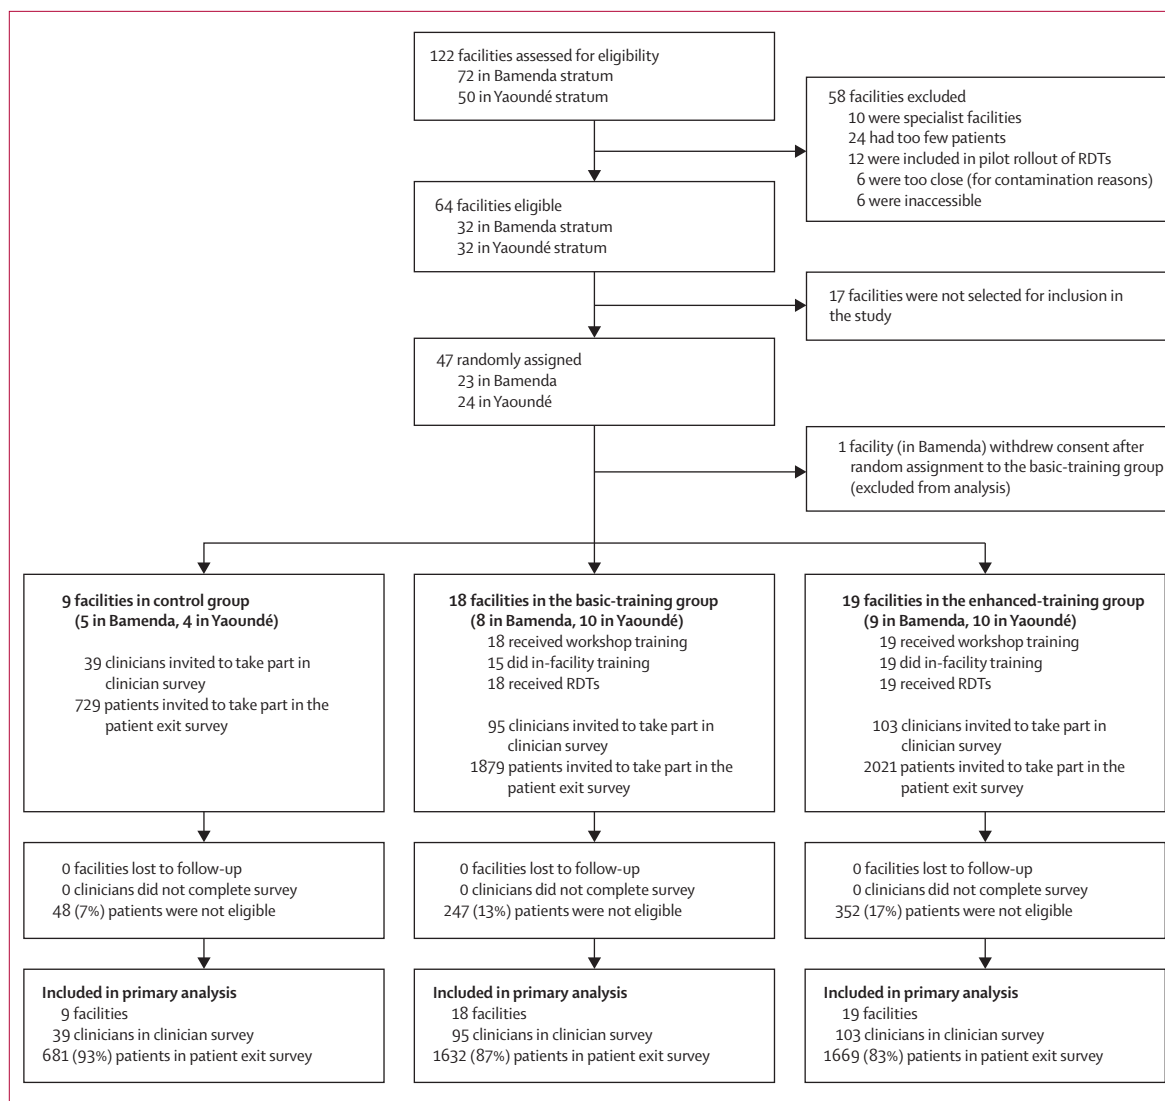 122 facilities assessed for eligibility
72 in Bamenda stratum
50 in Yaoundé stratum
58 facilities excluded
10 were specialist facilities
24 had too few patients
12 were included in pilot rollout of RDTs
6 were too close (for contamination reasons)
6 were inaccessible
64 facilities eligible
32 in Bamenda stratum
32 in Yaoundé stratum
17 facilities were not selected for inclusion in
the study
47 randomly assigned
23 in Bamenda
24 in Yaoundé
1 facility (in Bamenda) withdrew consent after
random assignment to the basic-training group
(excluded from analysis)
9 facilities in control group
(5 in Bamenda, 4 in Yaoundé)
39 clinicians invited to take part in
clinician survey
729 patients invited to take part in the
patient exit survey
18 facilities in the basic-training group
(8 in Bamenda, 10 in Yaoundé)
18 received workshop training
15 did in-facility training
18 received RDTs
95 clinicians invited to take part in
clinician survey
1879 patients invited to take part in the
patient exit survey
19 facilities in the enhanced-training group
(9 in Bamenda, 10 in Yaoundé)
19 received workshop training
19 did in-facility training
19 received RDTs
103 clinicians invited to take part in
clinician survey
2021 patients invited to take part in the
patient exit survey
0 facilities lost to follow-up
0 clinicians did not complete survey
48 (7%) patients were not eligible
0 facilities lost to follow-up
0 clinicians did not complete survey
247 (13%) patients were not eligible
0 facilities lost to follow-up
0 clinicians did not complete survey
352 (17%) patients were not eligible
Included in primary analysis
9 facilities
39 clinicians in clinician survey
681 (93%) patients in patient exit survey
Included in primary analysis
18 facilities
95 clinicians in clinician survey
1632 (87%) patients in patient exit survey
Included in primary analysis
19 facilities
103 clinicians in clinician survey
1669 (83%) patients in patient exit survey